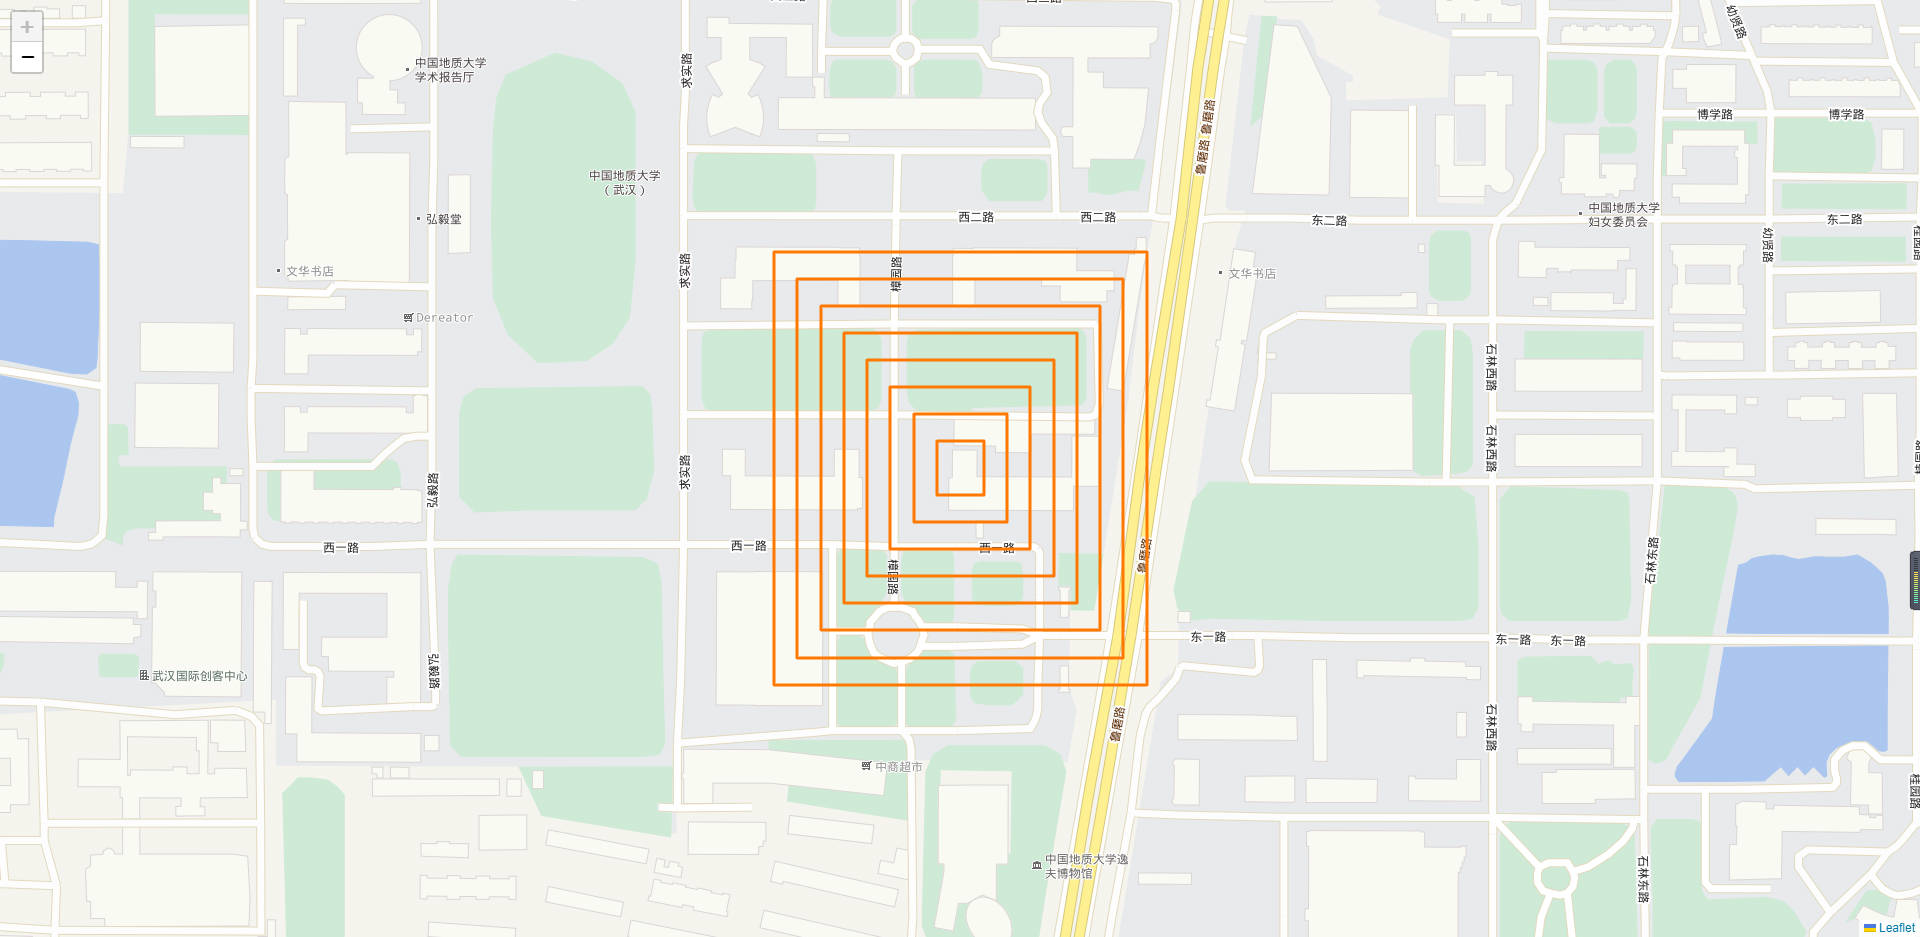 +
−
中国地质大学
学术报告厅
求实路
鲁磨路
鲁磨路
幼贤路
博学路
博学路
中国地质大学
（武汉）
弘毅堂
西二路
西二路
东二路
中国地质大学
妇女委员会
东二路
幼贤路
桂园路
文华书店
求实路
樟园路
文华书店
Dereator
石林西路
石林西路
求实路
弘毅路
西一路
西一路
西一路
鲁磨路
樟园路
石林东路
东一路
东一路
东一路
弘毅路
武汉国际创客中心
鲁磨路
石林西路
中商超市
桂园路
中国地质大学逸
夫博物馆
石林东路
Leaflet